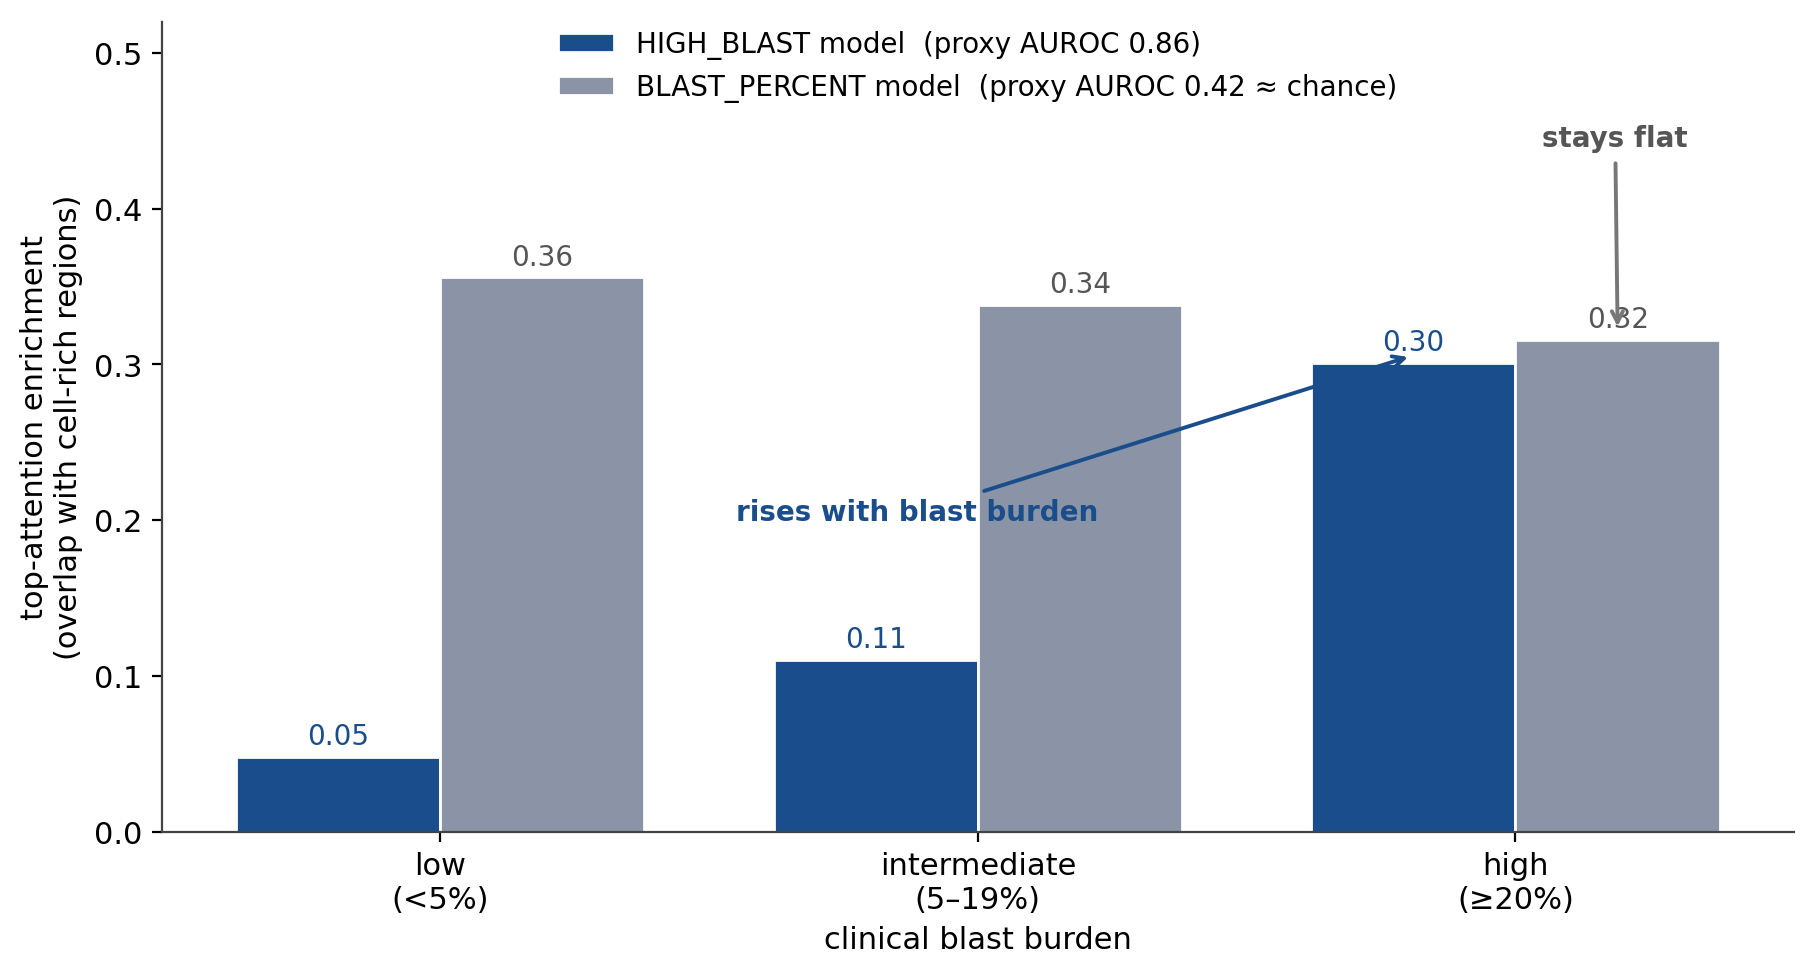 HIGH_BLAST model (proxy AUROC 0.86)
BLAST_PERCENT model (proxy AUROC 0.42 ≈ chance)
stays flat
rises with blast burden
top-attention enrichment
(overlap with cell-rich regions)
0.5
0.4
0.3
0.2
0.1
0.0
0.05
0.36
0.11
0.34
0.30
0.32
low
(<5%)
intermediate
(5–19%)
high
(≥20%)
clinical blast burden